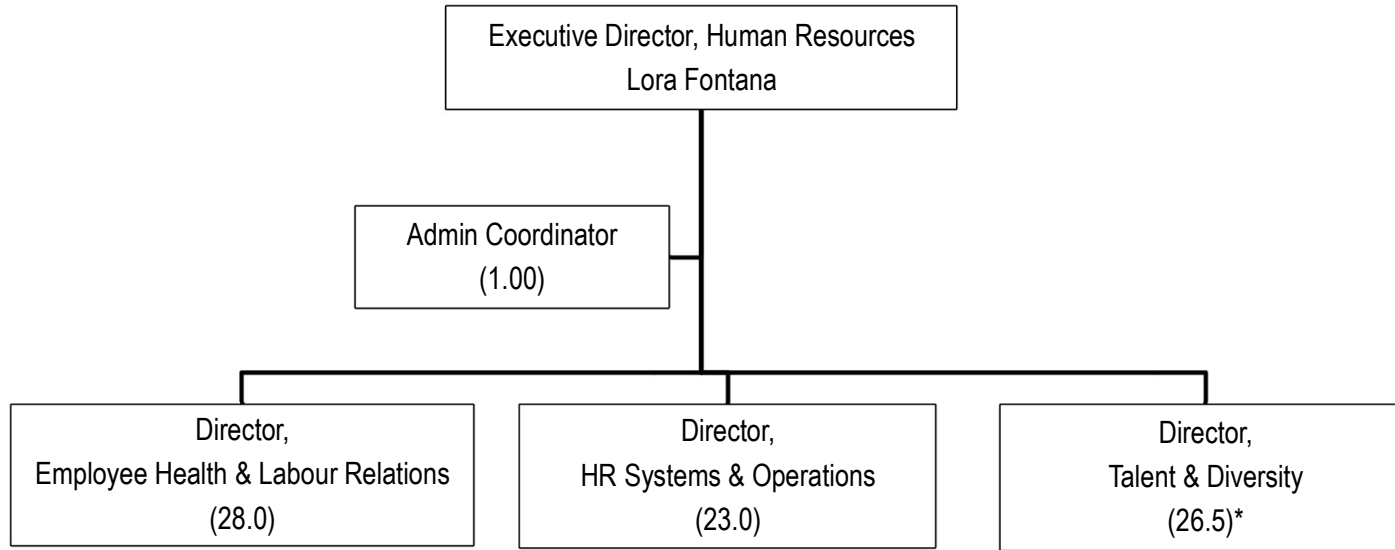 Executive Director, Human Resources
Lora Fontana
Admin Coordinator
(1.00)
Director,
Employee Health & Labour Relations
(28.0)
Director,
HR Systems & Operations
(23.0)
Director,
Talent & Diversity
(26.5)*